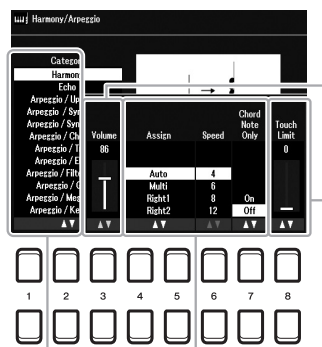 Harmony/Arpeggio
Categor
Harmon
Echo
Arpeggio / Up
Arpeggio / Syn
Arpeggio / Syn
Arpeggio / Ch
Arpeggio / T
Arpeggio / E
Arpeggio / Filte
Arpeggio / C
Arpeggio / Meg
Arpeggio / Ke
Volume
86
Assign
Auto
Multi
Right1
Right2
Speed
4
6
8
12
Chord
Note
Only
On
Off
Touch
Limit
0
1 2 3 4 5 6 7 8